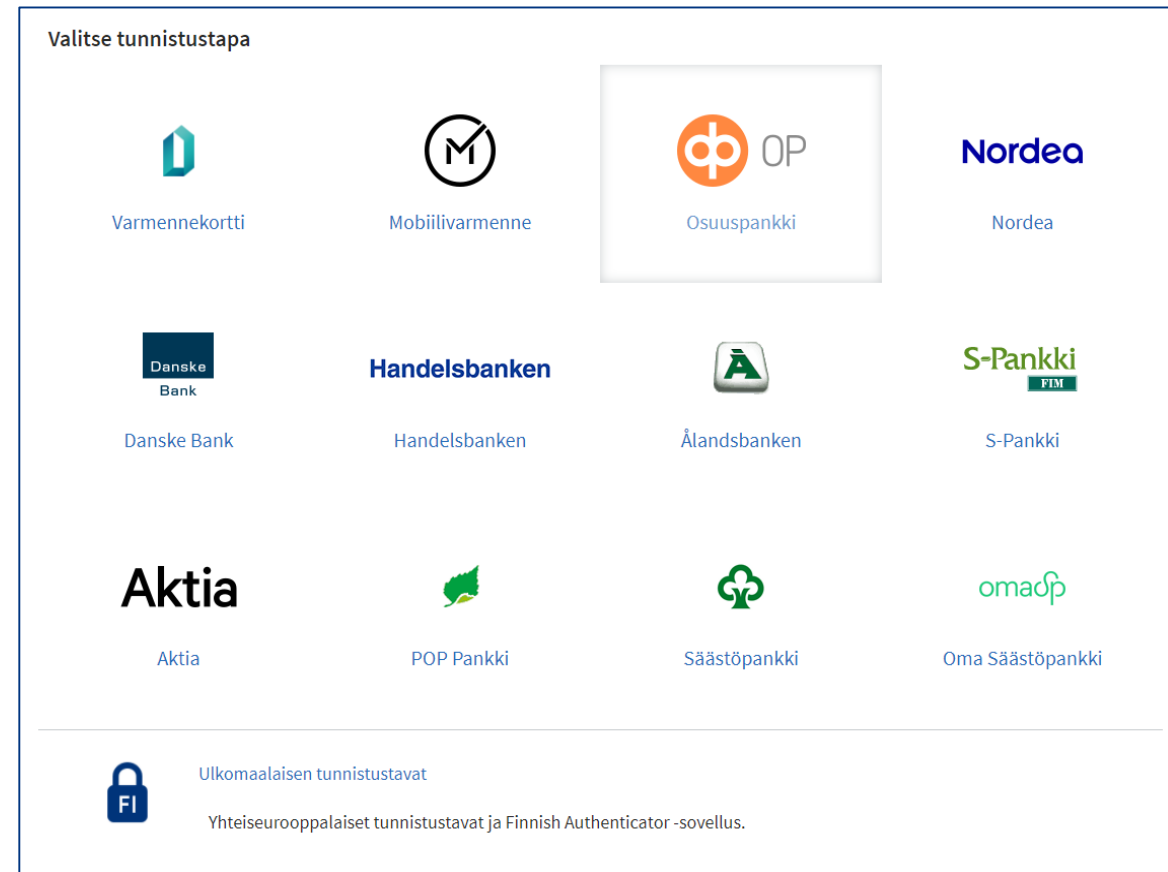 Valitse tunnistustapa
OP
Nordea
Varmennekortti
Mobiilivarmenne
Osuuspankki
Nordea
Danske
Bank
Handelsbanken
Å
S-Pankki
FIM
Danske Bank
Handelsbanken
Ålandsbanken
S-Pankki
Aktia
omasp
Aktia
POP Pankki
Säästöpankki
Oma Säästöpankki
FI
Ulkomaalaisen tunnistustavat
Yhteiseurooppalaiset tunnistustavat ja Finnish Authenticator -sovellus.